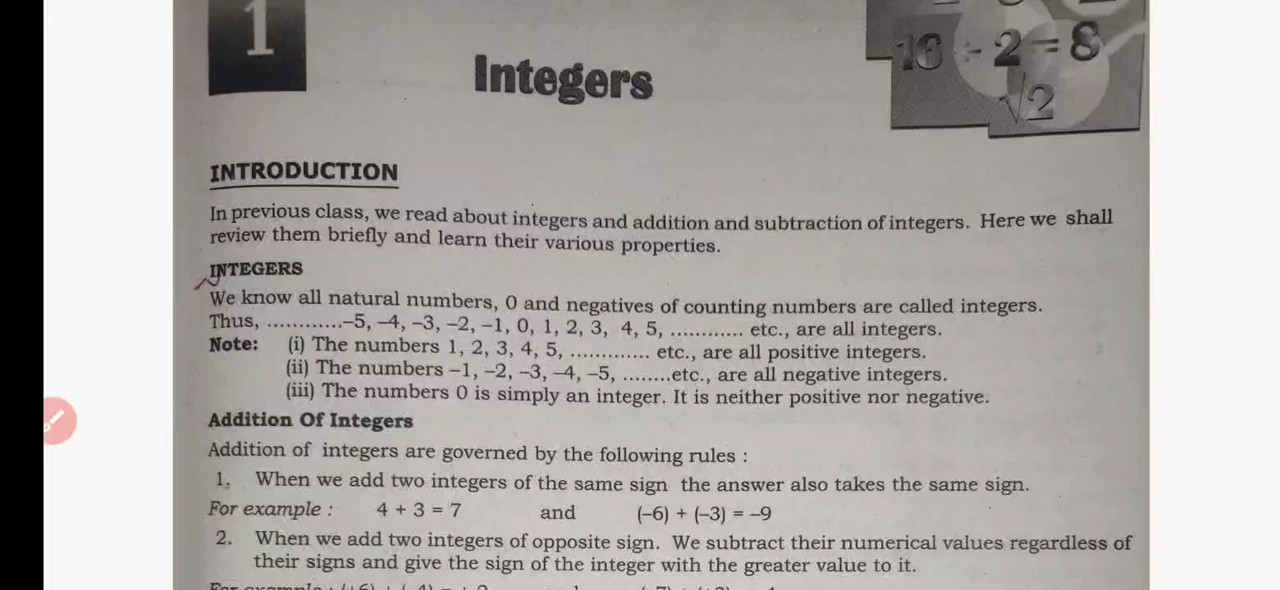 1
Integers
16 ÷ 2 = 8
√2
INTRODUCTION
In previous class, we read about integers and addition and subtraction of integers. Here we shall
review them briefly and learn their various properties.
INTEGERS
We know all natural numbers, 0 and negatives of counting numbers are called integers.
Thus, ............–5, –4, –3, –2, –1, 0, 1, 2, 3, 4, 5, ............ etc., are all integers.
Note: (i) The numbers 1, 2, 3, 4, 5, ............. etc., are all positive integers.
(ii) The numbers –1, –2, –3, –4, –5, ........etc., are all negative integers.
(iii) The numbers 0 is simply an integer. It is neither positive nor negative.
Addition Of Integers
Addition of integers are governed by the following rules :
1. When we add two integers of the same sign the answer also takes the same sign.
For example : 4 + 3 = 7 and (–6) + (–3) = –9
2. When we add two integers of opposite sign. We subtract their numerical values regardless of
their signs and give the sign of the integer with the greater value to it.
For example :